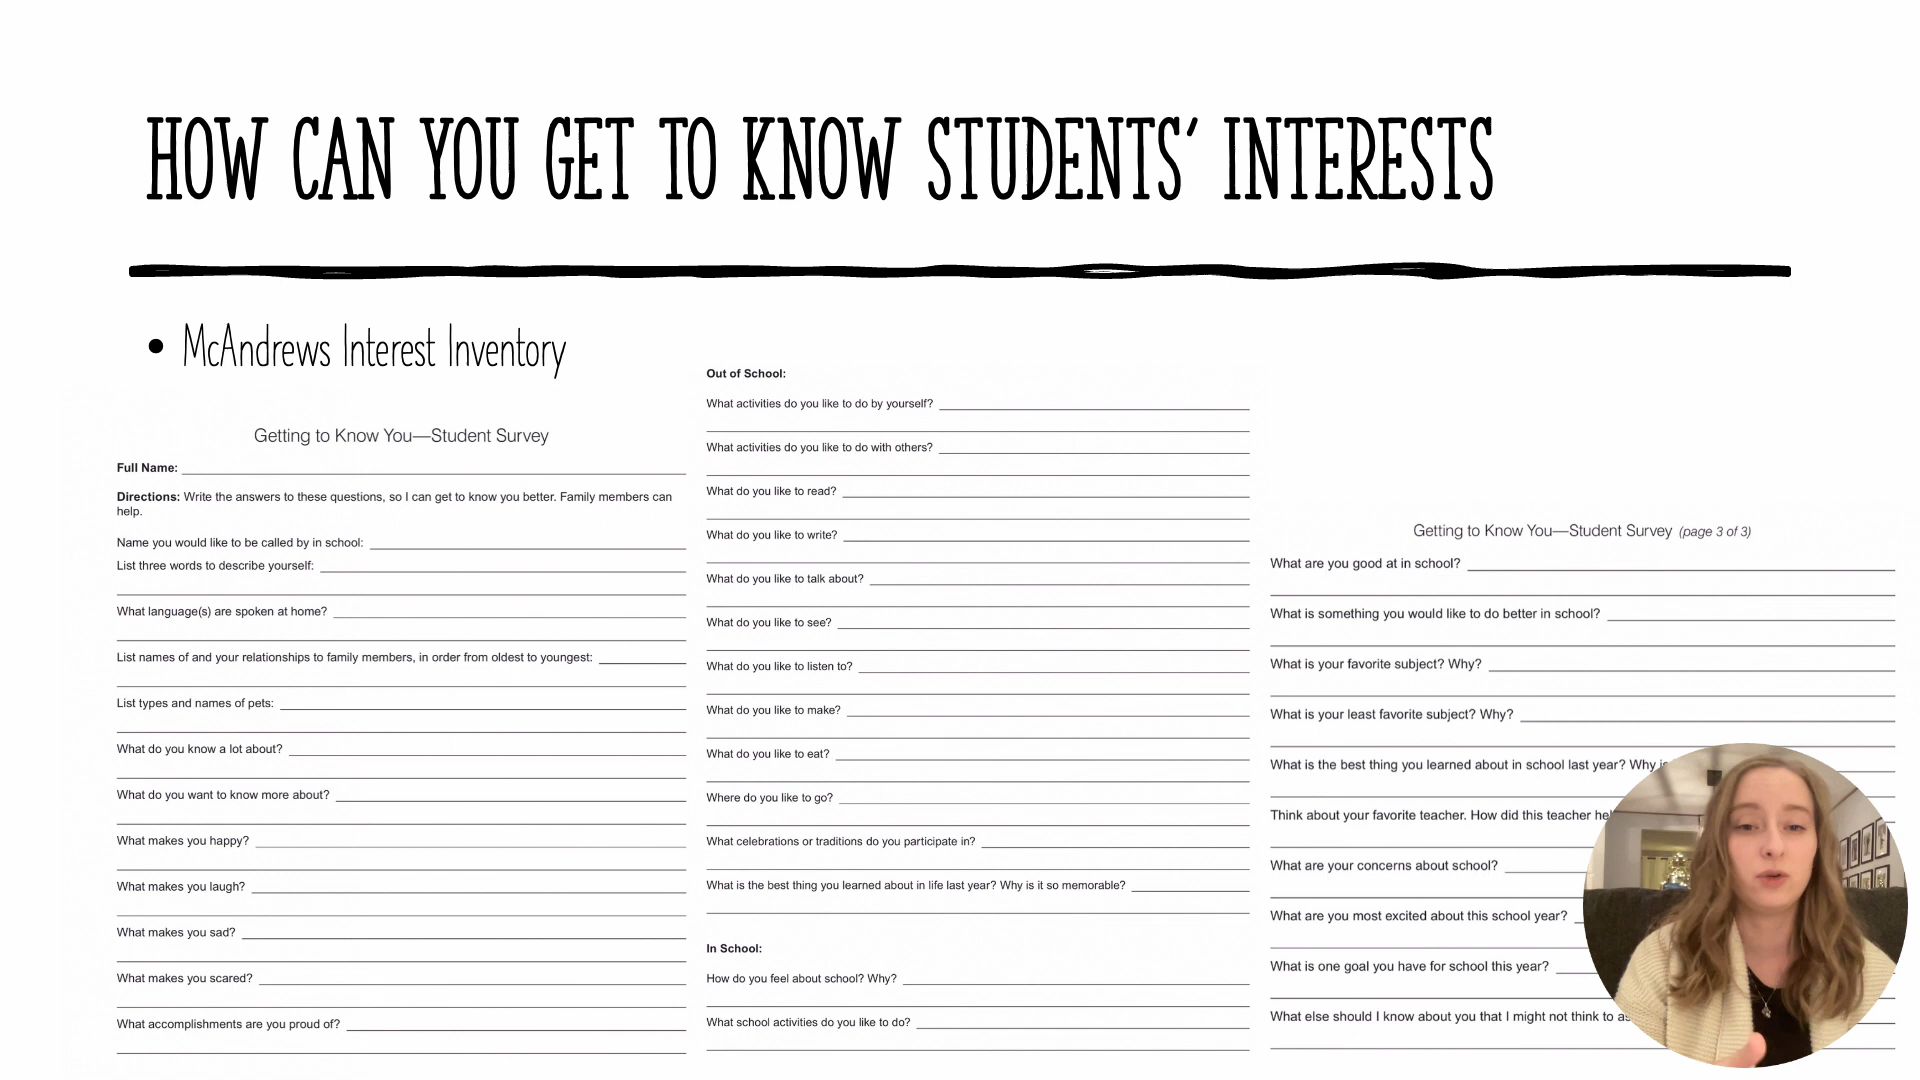 HOW CAN YOU GET TO KNOW STUDENTS' INTERESTS
• McAndrews Interest Inventory
Getting to Know You—Student Survey
Full Name:
Directions: Write the answers to these questions, so I can get to know you better. Family members can
help.
Name you would like to be called by in school:
List three words to describe yourself:
What language(s) are spoken at home?
List names of and your relationships to family members, in order from oldest to youngest:
List types and names of pets:
What do you know a lot about?
What do you want to know more about?
What makes you happy?
What makes you laugh?
What makes you sad?
What makes you scared?
What accomplishments are you proud of?
Out of School:
What activities do you like to do by yourself?
What activities do you like to do with others?
What do you like to read?
What do you like to write?
What do you like to talk about?
What do you like to see?
What do you like to listen to?
What do you like to make?
What do you like to eat?
Where do you like to go?
What celebrations or traditions do you participate in?
What is the best thing you learned about in life last year? Why is it so memorable?
In School:
How do you feel about school? Why?
What school activities do you like to do?
Getting to Know You—Student Survey (page 3 of 3)
What are you good at in school?
What is something you would like to do better in school?
What is your favorite subject? Why?
What is your least favorite subject? Why?
What is the best thing you learned about in school last year? Why
Think about your favorite teacher. How did this teacher
What are your concerns about school?
What are you most excited about this school year?
What is one goal you have for school this year?
What else should I know about you that I might not think to